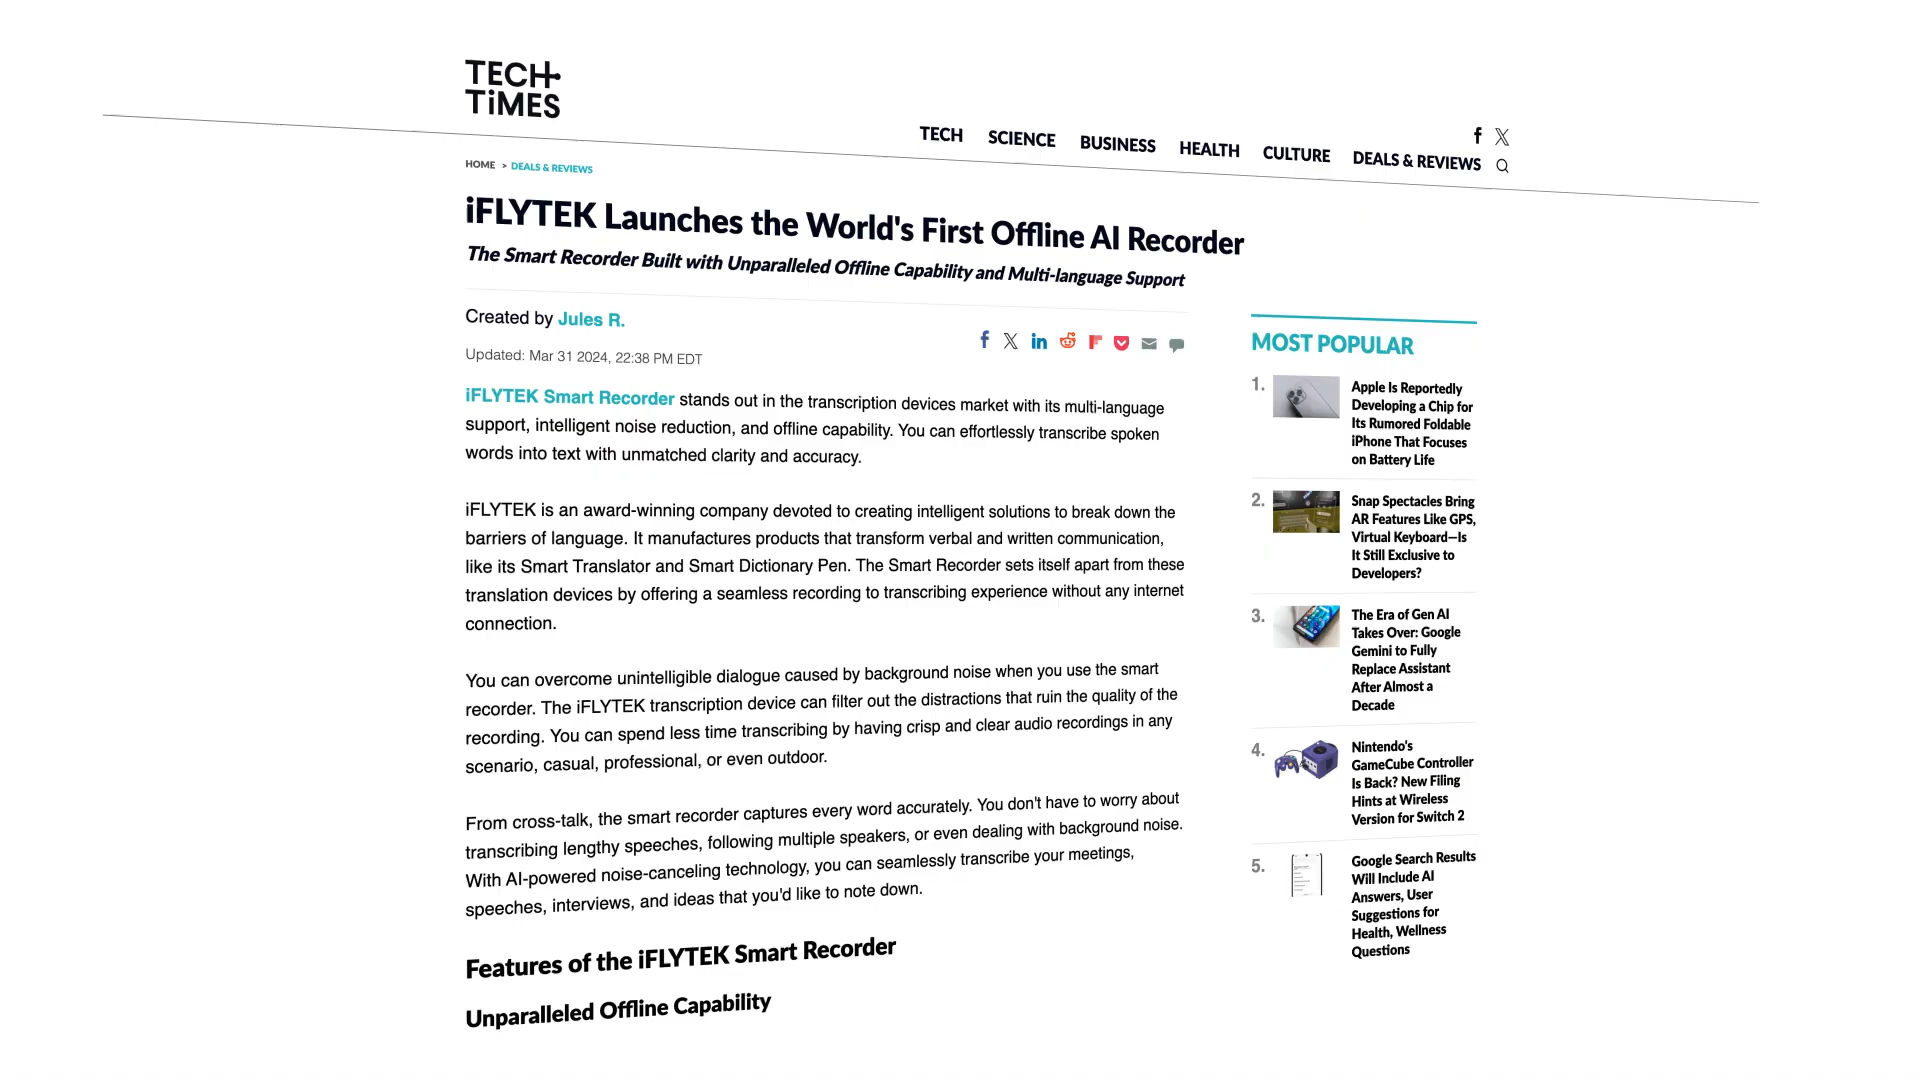 TECH
TiMES
TECH SCIENCE BUSINESS HEALTH CULTURE DEALS & REVIEWS
HOME > DEALS & REVIEWS
iFLYTEK Launches the World's First Offline AI Recorder
The Smart Recorder Built with Unparalleled Offline Capability and Multi-language Support
Created by Jules R.
Updated: Mar 31 2024, 22:38 PM EDT
iFLYTEK Smart Recorder stands out in the transcription devices market with its multi-language
support, intelligent noise reduction, and offline capability. You can effortlessly transcribe spoken
words into text with unmatched clarity and accuracy.
iFLYTEK is an award-winning company devoted to creating intelligent solutions to break down the
barriers of language. It manufactures products that transform verbal and written communication,
like its Smart Translator and Smart Dictionary Pen. The Smart Recorder sets itself apart from these
translation devices by offering a seamless recording to transcribing experience without any internet
connection.
You can overcome unintelligible dialogue caused by background noise when you use the smart
recorder. The iFLYTEK transcription device can filter out the distractions that ruin the quality of the
recording. You can spend less time transcribing by having crisp and clear audio recordings in any
scenario, casual, professional, or even outdoor.
From cross-talk, the smart recorder captures every word accurately. You don't have to worry about
transcribing lengthy speeches, following multiple speakers, or even dealing with background noise.
With AI-powered noise-canceling technology, you can seamlessly transcribe your meetings,
speeches, interviews, and ideas that you'd like to note down.
Features of the iFLYTEK Smart Recorder
Unparalleled Offline Capability
MOST POPULAR
1. Apple Is Reportedly
Developing a Chip for
Its Rumored Foldable
iPhone That Focuses
on Battery Life
2. Snap Spectacles Bring
AR Features Like GPS,
Virtual Keyboard—Is
It Still Exclusive to
Developers?
3. The Era of Gen AI
Takes Over: Google
Gemini to Fully
Replace Assistant
After Almost a
Decade
4. Nintendo's
GameCube Controller
Is Back? New Filing
Hints at Wireless
Version for Switch 2
5. Google Search Results
Will Include AI
Answers, User
Suggestions for
Health, Wellness
Questions